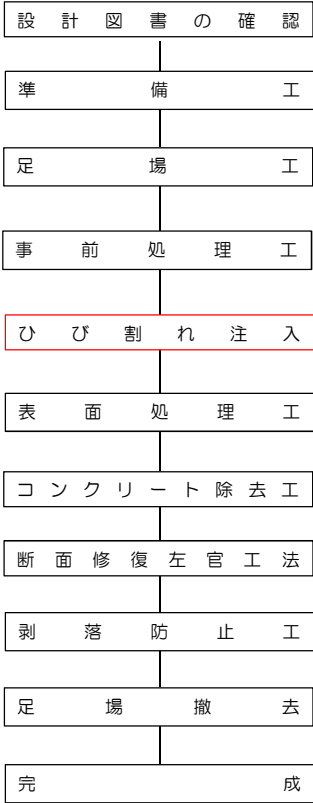 設計図書の確認
準備工
足場工
事前処理工
ひび割れ注入
表面処理工
コンクリート除去工
断面修復左官工法
剥落防止工
足場撤去
完成